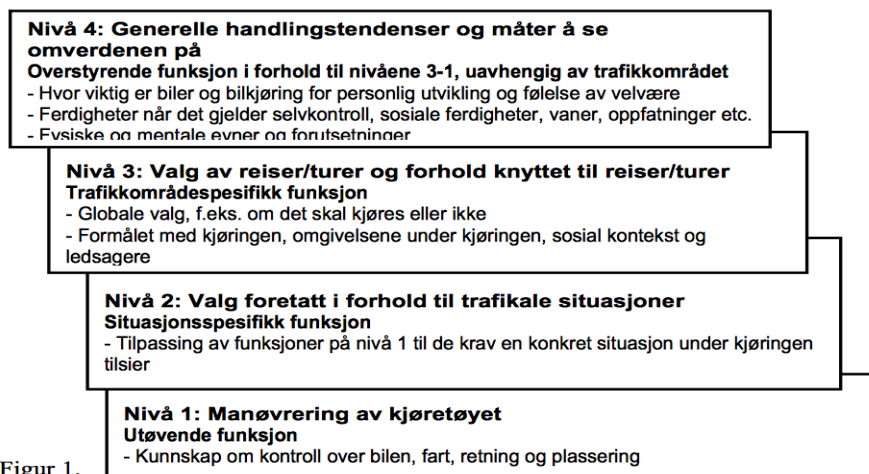 Nivå 4: Generelle handlingstendenser og måter å se
omverdenen på
Overstyrende funksjon i forhold til nivåene 3-1, uavhengig av trafikkområdet
- Hvor viktig er biler og bilkjøring for personlig utvikling og følelse av velvære
- Ferdigheter når det gjelder selvkontroll, sosiale ferdigheter, vaner, oppfatninger etc.
- Fysiske og mentale evner og forutsetninger
Nivå 3: Valg av reiser/turer og forhold knyttet til reiser/turer
Trafikkområdespesifikk funksjon
- Globale valg, f.eks. om det skal kjøres eller ikke
- Formålet med kjøringen, omgivelsene under kjøringen, sosial kontekst og
ledsagere
Nivå 2: Valg foretatt i forhold til trafikale situasjoner
Situasjonsspesifikk funksjon
- Tilpassing av funksjoner på nivå 1 til de krav en konkret situasjon under kjøringen
tilsier
Nivå 1: Manøvrering av kjøretøyet
Utøvende funksjon
- Kunnskap om kontroll over bilen, fart, retning og plassering
Figur 1.